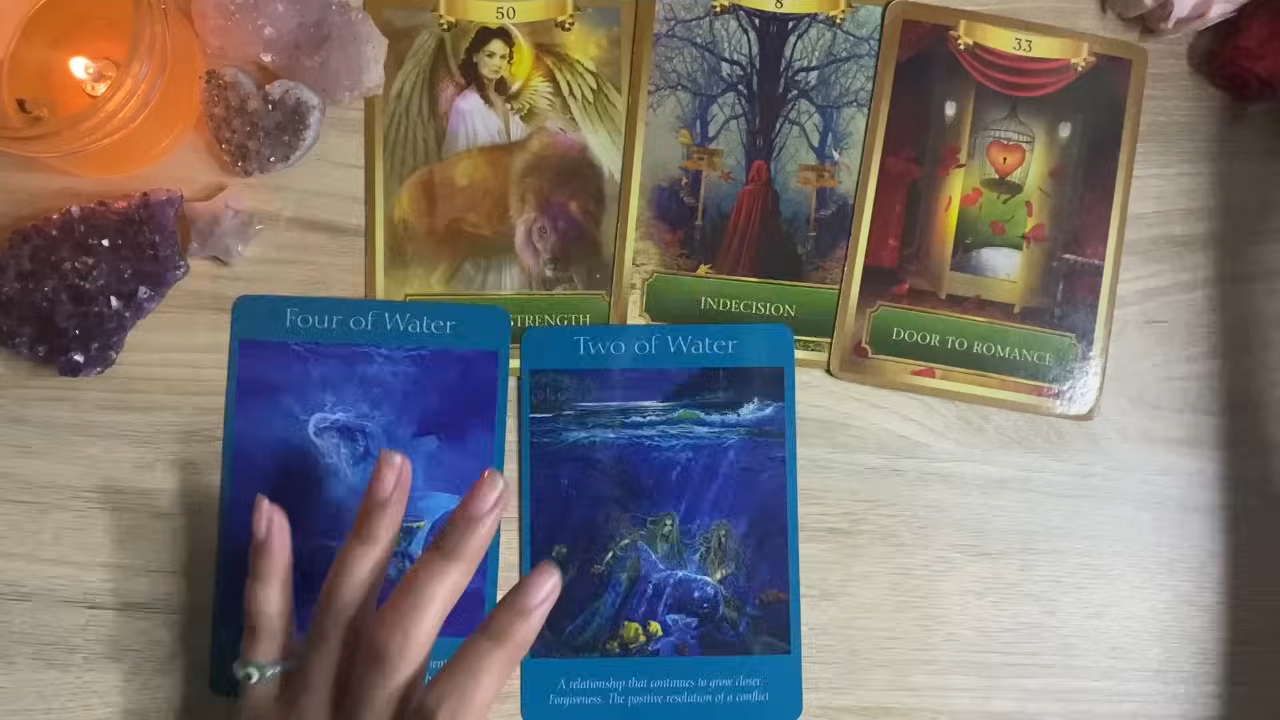 50
STRENGTH
8
INDECISION
33
DOOR TO ROMANCE
Four of Water
Two of Water
A relationship that continues to grow closer.
Forgiveness. The positive resolution of a conflict